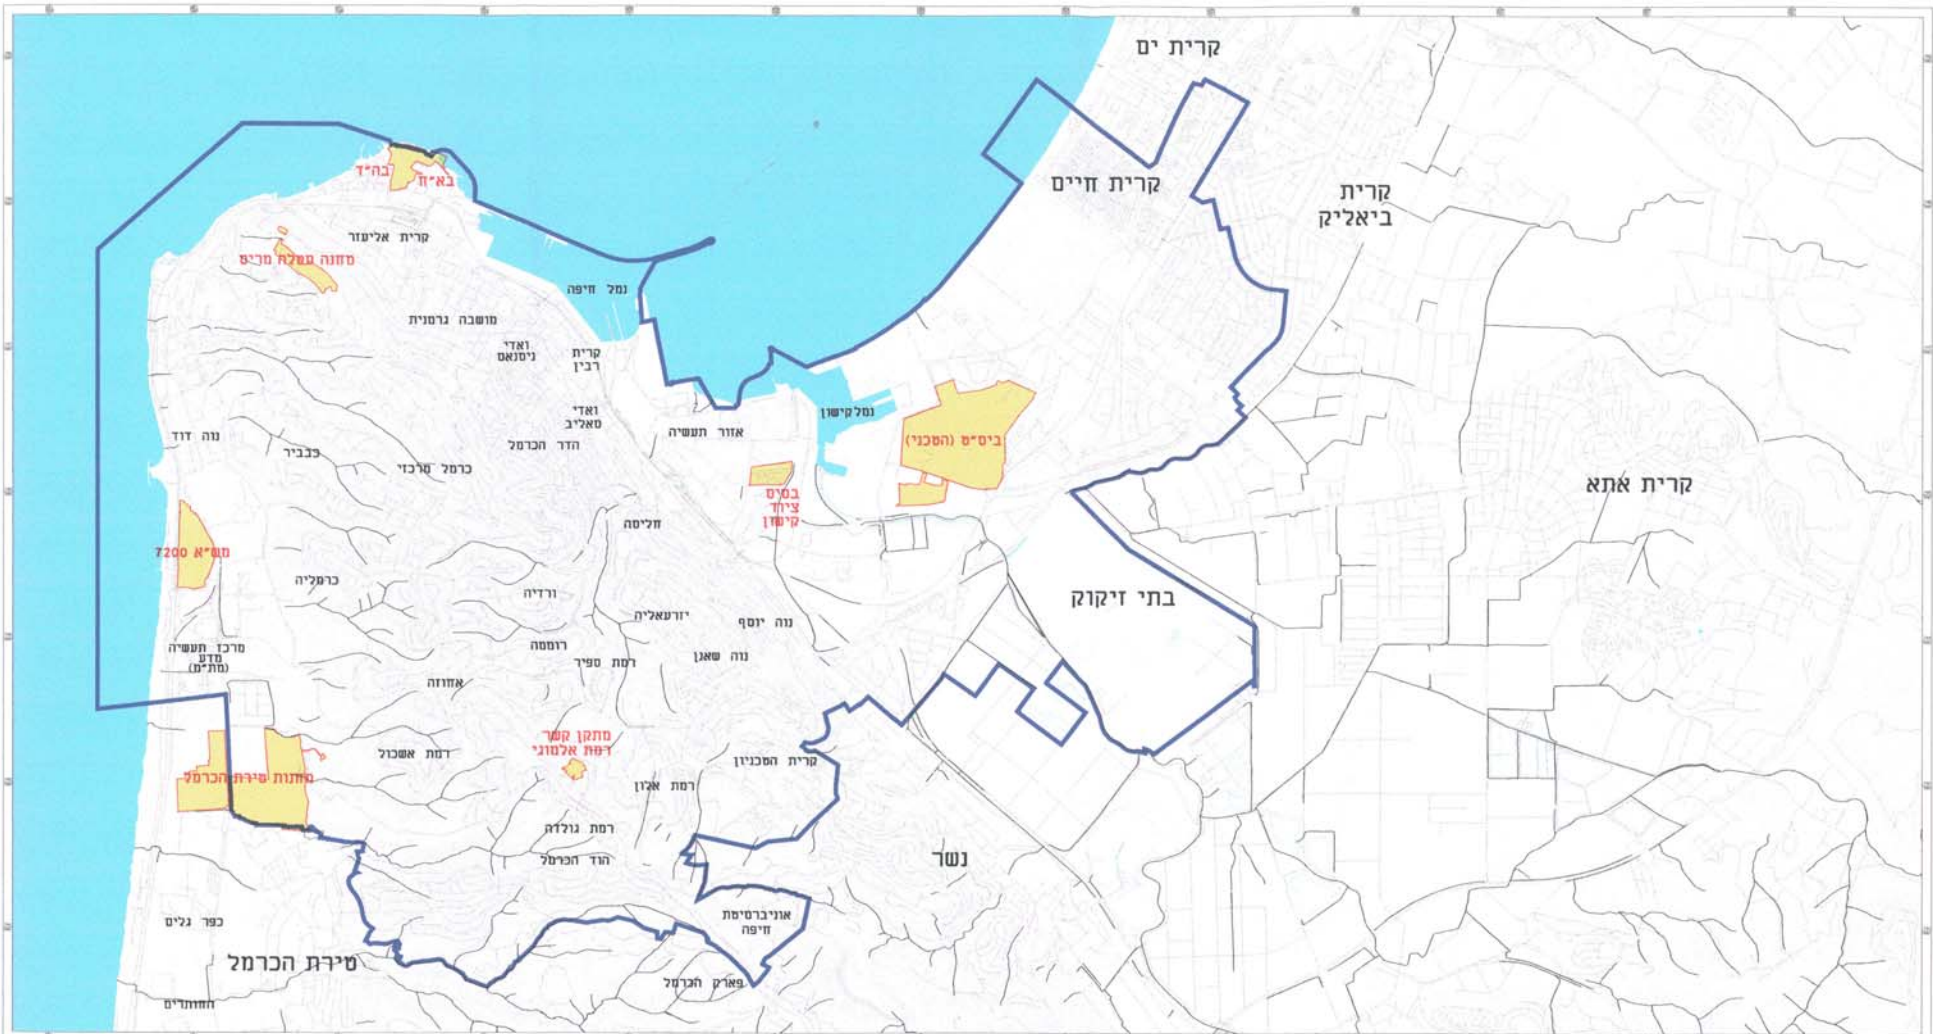 קרית ים
קרית חיים
קרית
ביאליק
בה"ד
בא"ח
קרית אליעזר
מחנה
נמל חיפה
מושבה גרמנית
ואדי
ניסנאס
קרית
רבין
ואדי
סאליב
הדר הכרמל
אזור תעשיה
נמל קישון
ביס"ט (הטכני)
בסיס
ציוד
קישון
קרית אתא
נוה דוד
כבביר
כרמל מרכזי
חליסה
מש"א 7200
כרמליה
ורדיה
יזרעאליה
נוה יוסף
בתי זיקוק
מרכז תעשיה
מדע
(מת"מ)
רוממה
רמת ספיר
נוה שאנן
אחוזה
מתקן קשר
רמת אלמוגי
רמת אשכול
קרית הטכניון
מחנות טירת הכרמל
רמת אלון
רמת גולדה
הוד הכרמל
נשר
אוניברסיטת
חיפה
כפר גלים
טירת הכרמל
פארק הכרמל
החותרים